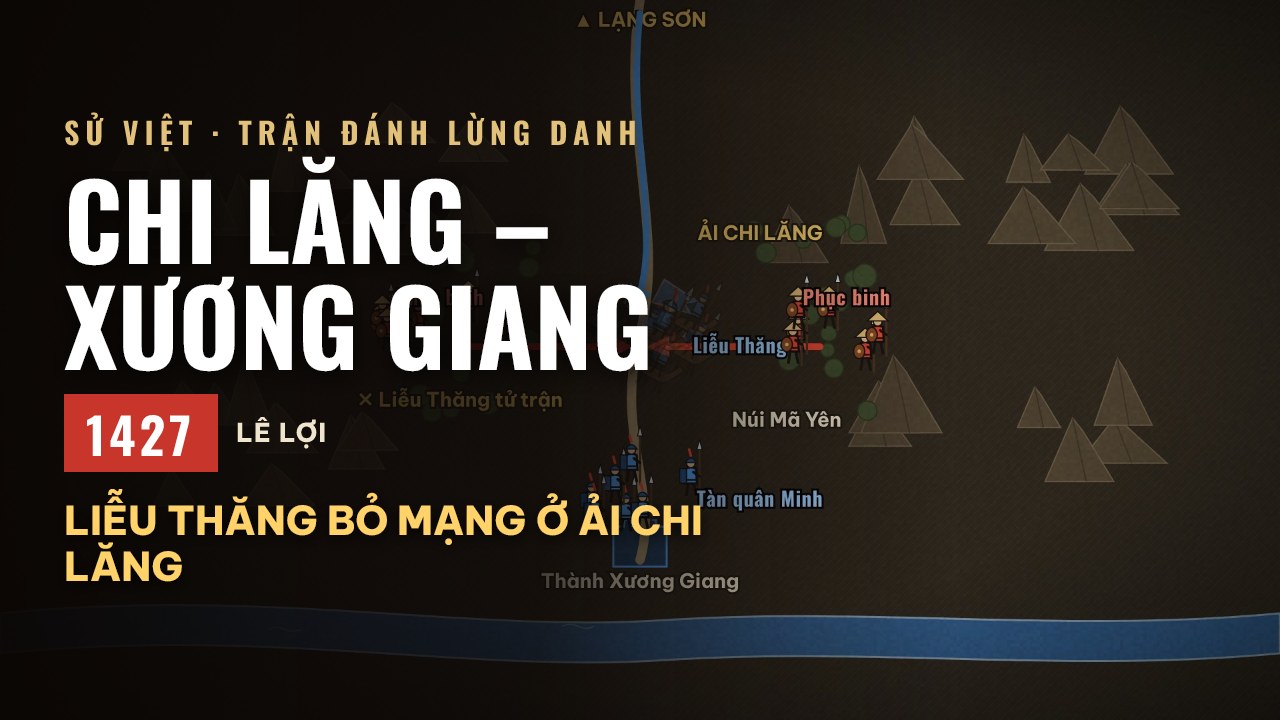 ▲ LẠNG SƠN
SỬ VIỆT · TRẬN ĐÁNH LỪNG DANH
CHI LĂNG –
XƯƠNG GIANG
1427
LÊ LỢI
LIỄU THĂNG BỎ MẠNG Ở ẢI CHI
LĂNG
ẢI CHI LĂNG
Phục binh
Liễu Thăng
✕ Liễu Thăng tử trận
Núi Mã Yên
Tàn quân Minh
Thành Xương Giang